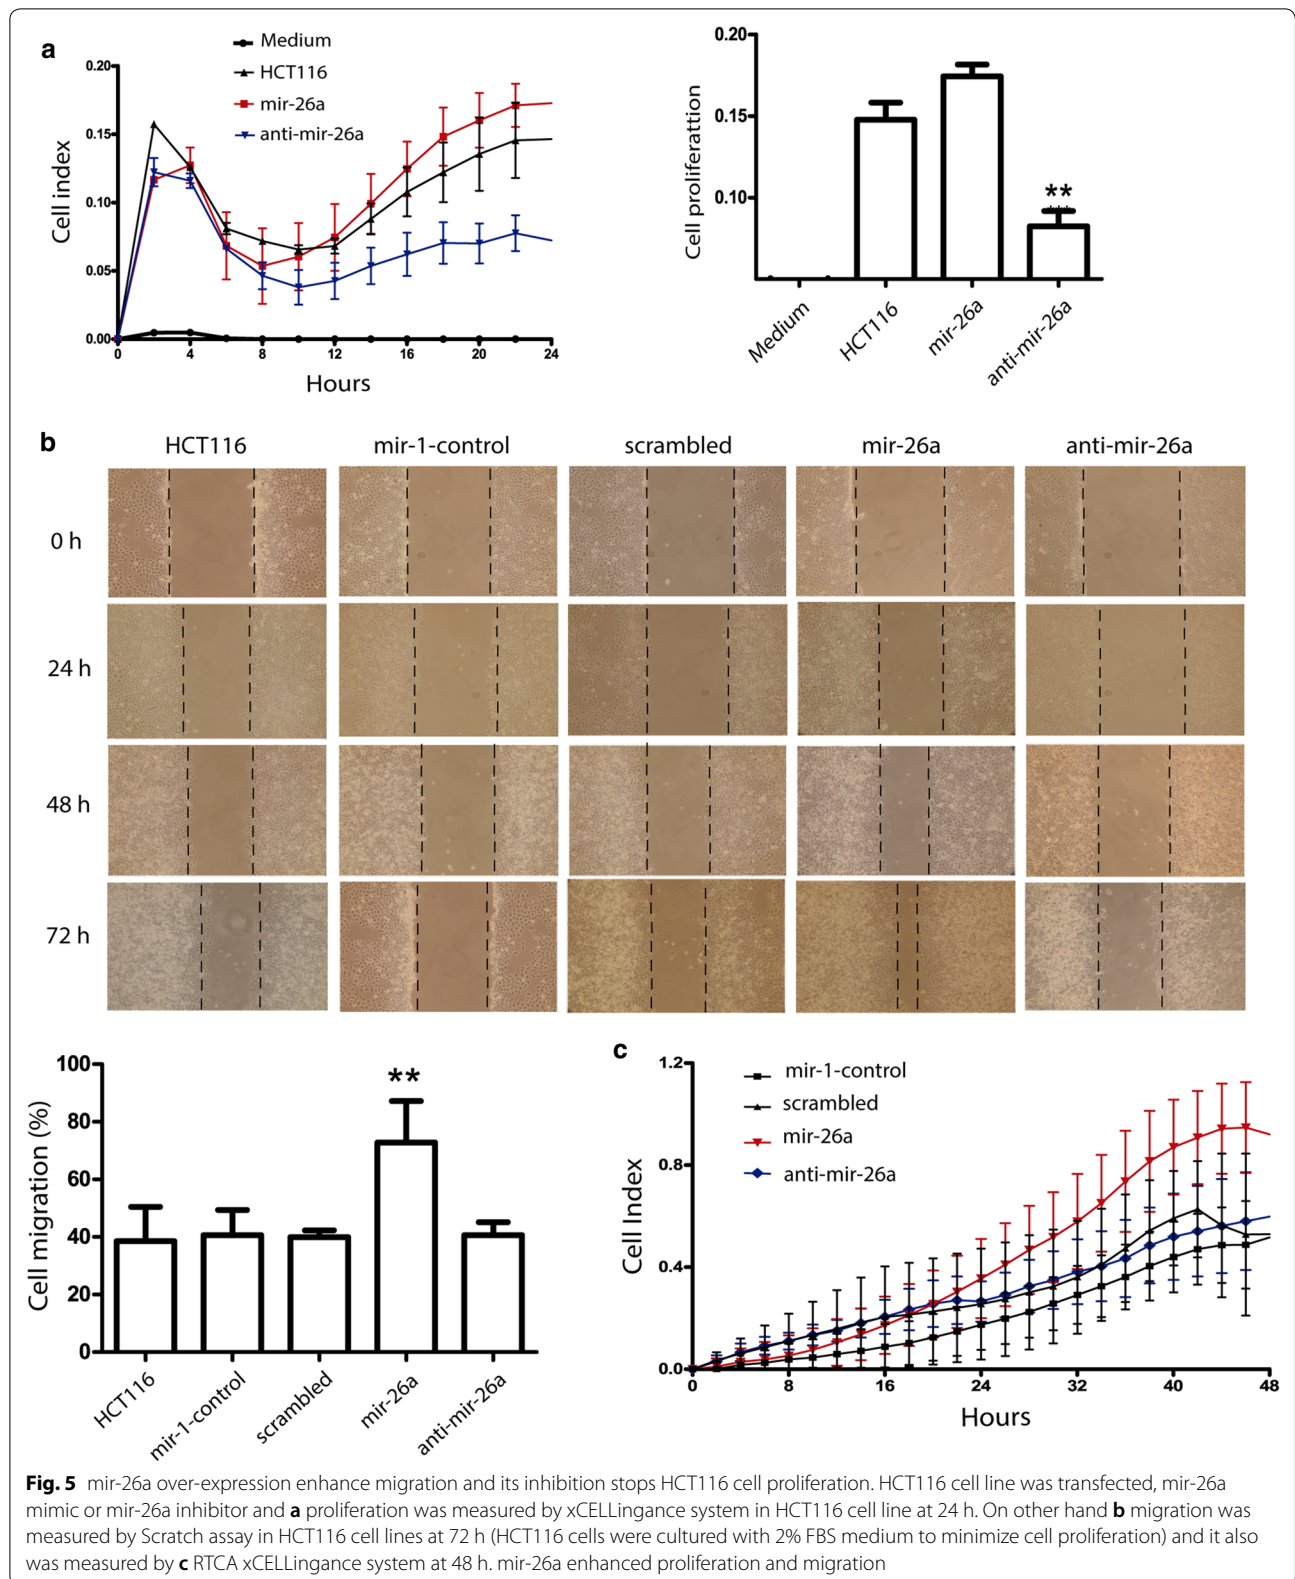 a
Medium
HCT116
mir-26a
anti-mir-26a
0.20
0.15
0.10
0.05
0.00
Cell index
0 4 8 12 16 20 24
Hours
0.20
0.15
0.10
Cell proliferattion
**
Medium HCT116 mir-26a anti-mir-26a
b
HCT116 mir-1-control scrambled mir-26a anti-mir-26a
0 h
24 h
48 h
72 h
100
80
60
40
20
0
Cell migration (%)
**
HCT116 mir-1-control scrambled mir-26a anti-mir-26a
c
mir-1-control
scrambled
mir-26a
anti-mir-26a
1.2
0.8
0.4
0.0
Cell Index
0 8 16 24 32 40 48
Hours
Fig. 5 mir-26a over-expression enhance migration and its inhibition stops HCT116 cell proliferation. HCT116 cell line was transfected, mir-26a
mimic or mir-26a inhibitor and a proliferation was measured by xCELLingance system in HCT116 cell line at 24 h. On other hand b migration was
measured by Scratch assay in HCT116 cell lines at 72 h (HCT116 cells were cultured with 2% FBS medium to minimize cell proliferation) and it also
was measured by c RTCA xCELLingance system at 48 h. mir-26a enhanced proliferation and migration